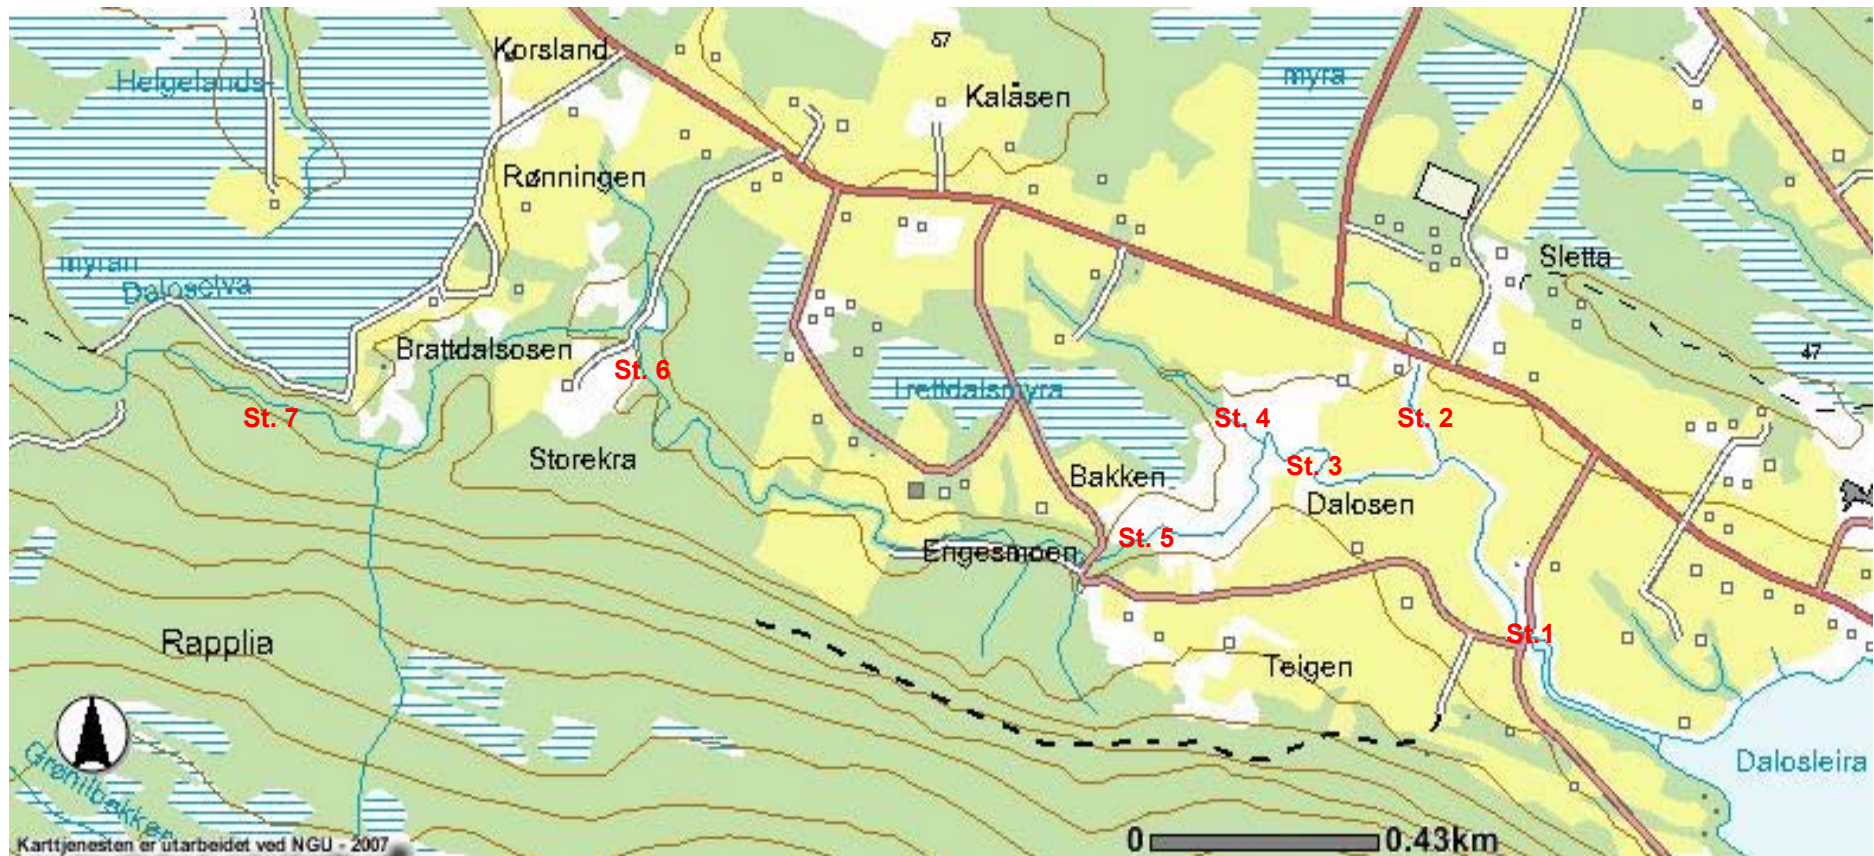 Korsland
57
Helgelands-
myra
Kalåsen
Rønningen
Sletta
myran
Daloselva
47
Brattdalsosen
St. 6
Trettdalsmyra
St. 7
St. 4
St. 2
Storekra
St. 3
Bakken
Dalosen
St. 5
Engesmoen
St.1
Rapplia
Teigen
Dalosleira
0
0.43km
Karttjenesten er utarbeidet ved NGU - 2007